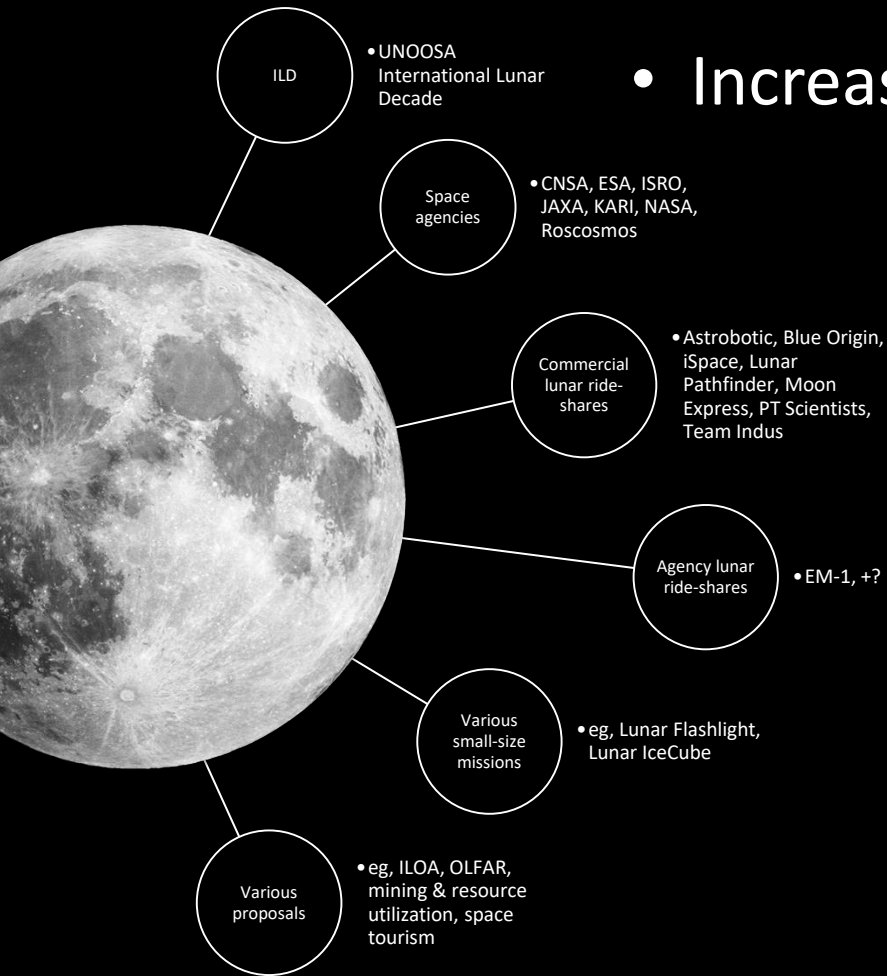 ILD
•UNOOSA
International Lunar
Decade
• Increas
Space
agencies
•CNSA, ESA, ISRO,
JAXA, KARI, NASA,
Roscosmos
Commercial
lunar ride-
shares
•Astrobotic, Blue Origin,
iSpace, Lunar
Pathfinder, Moon
Express, PT Scientists,
Team Indus
Agency lunar
ride-shares
•EM-1, +?
Various
small-size
missions
•eg, Lunar Flashlight,
Lunar IceCube
Various
proposals
•eg, ILOA, OLFAR,
mining & resource
utilization, space
tourism